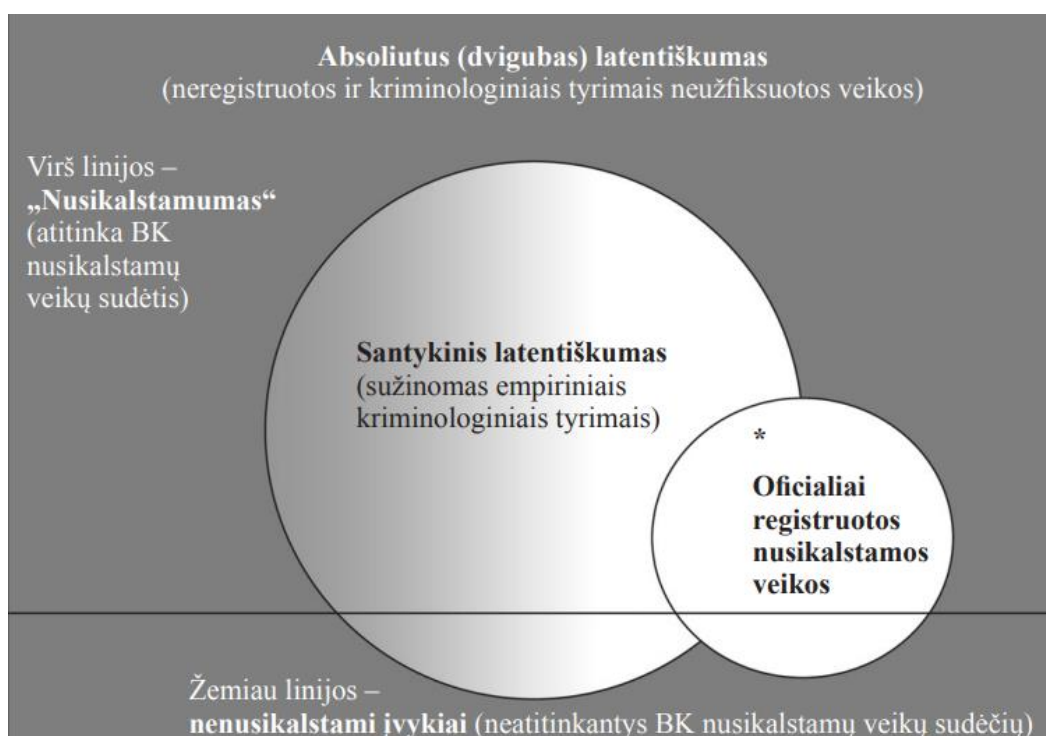 Absoliutus (dvigubas) latentiškumas
(neregistruotos ir kriminologiniais tyrimais neužfiksuotos veikos)
Virš linijos –
„Nusikalstamumas“
(atitinka BK
nusikalstamų
veikų sudėtis)
Santykinis latentiškumas
(sužinomas empiriniais
kriminologiniais tyrimais)
*
Oficialiai
registruotos
nusikalstamos
veikos
Žemiau linijos –
nenusikalstami įvykiai (neatitinkantys BK nusikalstamų veikų sudėčių)